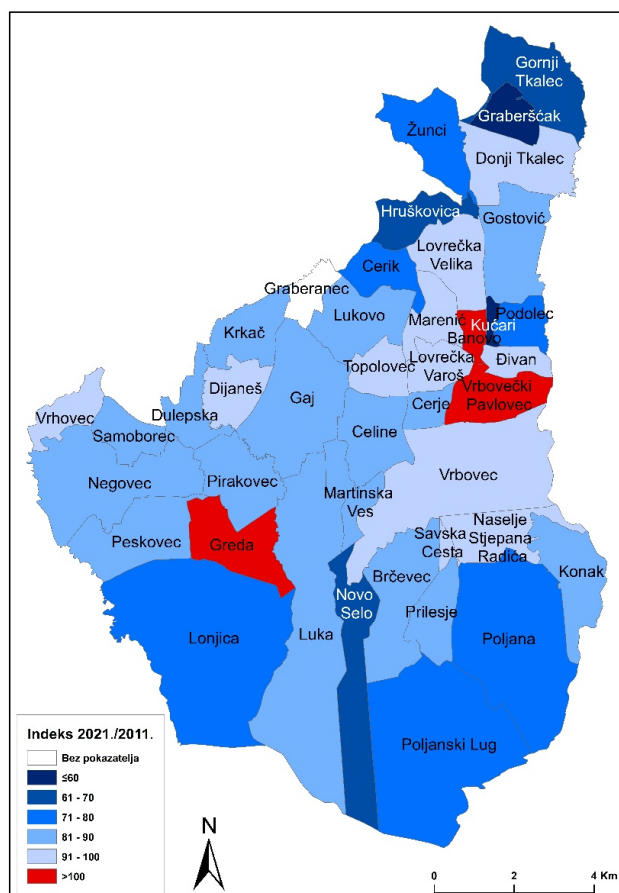 Gornji
Tkalec
Graberšćak
Žunci
Donji Tkalec
Hruškovica
Gostović
Lovrečka
Velika
Cerik
Graberanec
Lukovo
Marenić
Kućari
Podolec
Banovo
Krkač
Topolovec
Lovrečka
Varoš
Đivan
Dijaneš
Gaj
Vrbovečki
Pavlovec
Vrhovec
Dulepska
Cerje
Samoborec
Celine
Negovec
Pirakovec
Vrbovec
Martinska
Ves
Peskovec
Greda
Savska
Cesta
Naselje
Stjepana
Radića
Brčevec
Konak
Novo
Selo
Prilesje
Lonjica
Luka
Poljana
Poljanski Lug
Indeks 2021./2011.
Bez pokazatelja
≤60
61 - 70
71 - 80
81 - 90
91 - 100
>100
N
0 2 4 Km